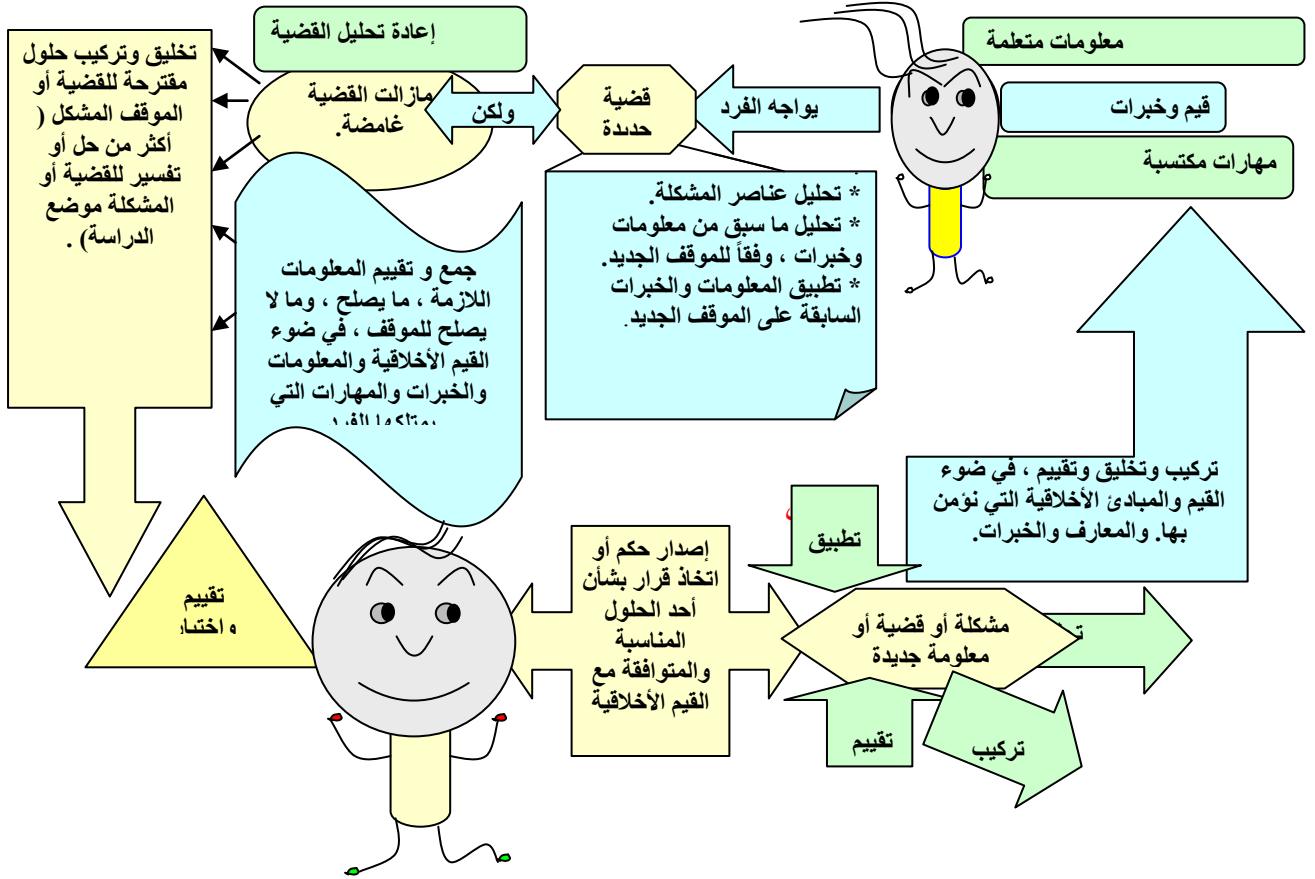 معلومات متعلمة
قيم وخبرات
مهارات مكتسبة
يواجه الفرد
قضية
جديدة
ولكن
مازالت القضية
غامضة.
إعادة تحليل القضية
تخليق وتركيب حلول
مقترحة للقضية أو
الموقف المشكل (
أكثر من حل أو
تفسير للقضية أو
المشكلة موضع
الدراسة) .
* تحليل عناصر المشكلة.
* تحليل ما سبق من معلومات
وخبرات ، وفقاً للموقف الجديد.
* تطبيق المعلومات والخبرات
السابقة على الموقف الجديد.
جمع و تقييم المعلومات
اللازمة ، ما يصلح ، وما لا
يصلح للموقف ، في ضوء
القيم الأخلاقية والمعلومات
والخبرات والمهارات التي
يمتلكها الفرد
تركيب وتخليق وتقييم ، في ضوء
القيم والمبادئ الأخلاقية التي نؤمن
بها. والمعارف والخبرات.
تقييم
واختيار
إصدار حكم أو
اتخاذ قرار بشأن
أحد الحلول
المناسبة
والمتوافقة مع
القيم الأخلاقية
تطبيق
مشكلة أو قضية أو
معلومة جديدة
تقييم
تركيب